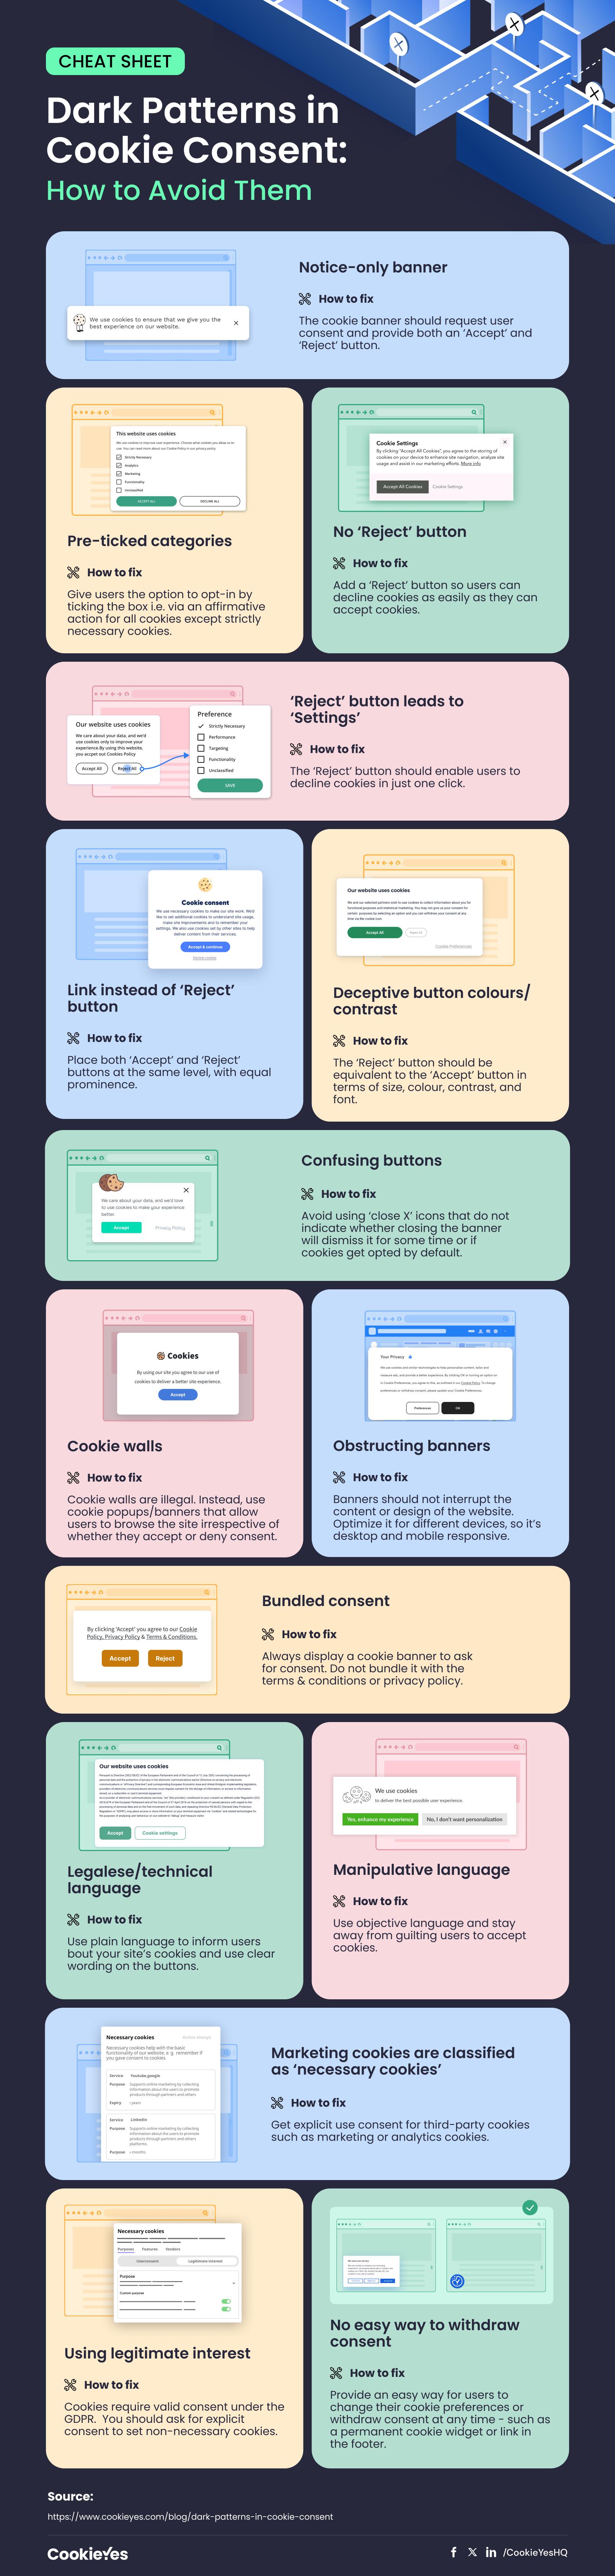 CHEAT SHEET
Dark Patterns in
Cookie Consent:
How to Avoid Them
We use cookies to ensure that we give you the
best experience on our website.
Notice-only banner
How to fix
The cookie banner should request user
consent and provide both an ‘Accept’ and
‘Reject’ button.
This website uses cookies
Strictly Necessary
Analytics
Marketing
Functionality
Unclassified
ACCEPT ALL
DECLINE ALL
Pre-ticked categories
How to fix
Give users the option to opt-in by
ticking the box i.e. via an affirmative
action for all cookies except strictly
necessary cookies.
Cookie Settings
By clicking "Accept All Cookies", you agree to the storing of
cookies on your device to enhance site navigation, analyze site
usage and assist in our marketing efforts. More info
Accept All Cookies
Cookie Settings
No ‘Reject’ button
How to fix
Add a ‘Reject’ button so users can
decline cookies as easily as they can
accept cookies.
Our website uses cookies
We care about your data, and we'd
use cookies only to improve your
experience.By using this website,
you accpet our Cookies Policy
Accept All
Reject All
Preference
Strictly Necessary
Performance
Targeting
Functionality
Unclassified
SAVE
‘Reject’ button leads to
‘Settings’
How to fix
The ‘Reject’ button should enable users to
decline cookies in just one click.
Cookie consent
We use necessary cookies to make our site work. We'd
like to set additional cookies to understand site usage,
make site improvements and to remember your
settings. We also use cookies set by other sites to help
deliver content from their services.
Accept & continue
Link instead of ‘Reject’
button
How to fix
Place both ‘Accept’ and ‘Reject’
buttons at the same level, with equal
prominence.
Our website uses cookies
Accept All
Cookie Preferences
Deceptive button colours/
contrast
How to fix
The ‘Reject’ button should be
equivalent to the ‘Accept’ button in
terms of size, colour, contrast, and
font.
We care about your data, and we'd love
to use cookies to make your experience
better.
Accept
Privacy Policy
Confusing buttons
How to fix
Avoid using ‘close X’ icons that do not
indicate whether closing the banner
will dismiss it for some time or if
cookies get opted by default.
Cookies
By using our site you agree to our use of
cookies to deliver a better site experience.
Accept
Cookie walls
How to fix
Cookie walls are illegal. Instead, use
cookie popups/banners that allow
users to browse the site irrespective of
whether they accept or deny consent.
Your Privacy
Preferences
OK
Obstructing banners
How to fix
Banners should not interrupt the
content or design of the website.
Optimize it for different devices, so it’s
desktop and mobile responsive.
By clicking 'Accept' you agree to our Cookie
Policy, Privacy Policy & Terms & Conditions.
Accept
Reject
Bundled consent
How to fix
Always display a cookie banner to ask
for consent. Do not bundle it with the
terms & conditions or privacy policy.
Our website uses cookies
Accept
Cookie settings
Legalese/technical
language
How to fix
Use plain language to inform users
bout your site’s cookies and use clear
wording on the buttons.
We use cookies
to deliver the best possible user experience.
Yes, enhance my experience
No, I don't want personalization
Manipulative language
How to fix
Use objective language and stay
away from guilting users to accept
cookies.
Necessary cookies
Necessary cookies help with the basic
functionality of our website, e. g. remember if
you gave consent to cookies
Service
Youtube,google
Purpose
Supports online marketing by collecting
information about the users to promote
products through partners and others
Expiry
Service
Linkedin
Purpose
Supports online marketing by collecting
information about the users to promote
products through partners and others
platforms.
Purpose
Marketing cookies are classified
as ‘necessary cookies’
How to fix
Get explicit use consent for third-party cookies
such as marketing or analytics cookies.
Necessary cookies
Purposes
Features
Vendors
Legitimate interest
Purpose
Custom purpose
Using legitimate interest
How to fix
Cookies require valid consent under the
GDPR. You should ask for explicit
consent to set non-necessary cookies.
No easy way to withdraw
consent
How to fix
Provide an easy way for users to
change their cookie preferences or
withdraw consent at any time - such as
a permanent cookie widget or link in
the footer.
Source:
https://www.cookieyes.com/blog/dark-patterns-in-cookie-consent
CookieYes
/CookieYesHQ